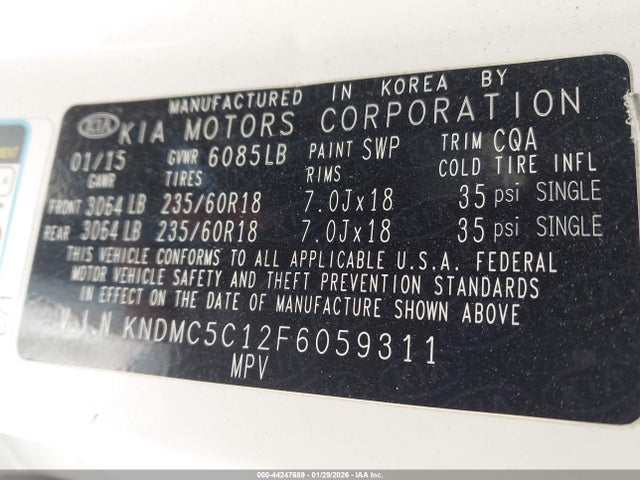 MANUFACTURED IN KOREA BY
KIA KIA MOTORS CORPORATION
01/15 GVWR 6085LB PAINT SWP TRIM CQA
GAWR TIRES RIMS COLD TIRE INFL
FRONT 3064 LB 235/60R18 7.0Jx18 35 psi SINGLE
REAR 3064 LB 235/60R18 7.0Jx18 35 psi SINGLE
THIS VEHICLE CONFORMS TO ALL APPLICABLE U.S.A. FEDERAL
MOTOR VEHICLE SAFETY AND THEFT PREVENTION STANDARDS
IN EFFECT ON THE DATE OF MANUFACTURE SHOWN ABOVE
V.I.N KNDMC5C12F6059311
MPV
000-44247689 - 01/29/2026 - IAA Inc.